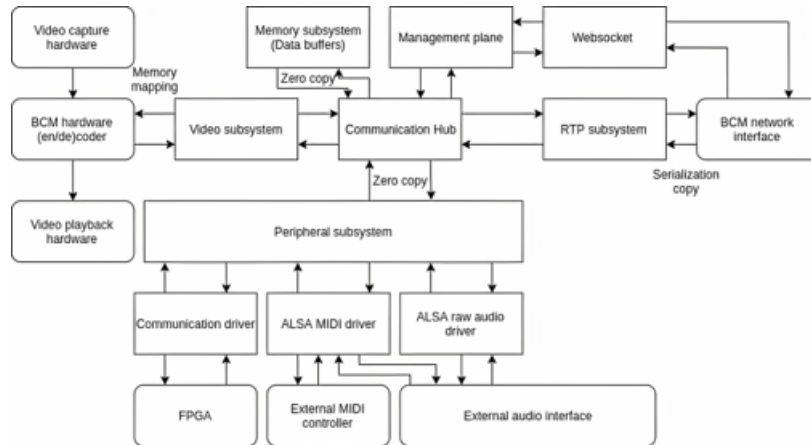 Video capture
hardware
Memory subsystem
(Data buffers)
Management plane
Websocket
Memory
mapping
Zero copy
BCM hardware
(en/de)coder
Video subsystem
Communication Hub
RTP subsystem
BCM network
interface
Zero copy
Serialization
copy
Video playback
hardware
Peripheral subsystem
Communication driver
ALSA MIDI driver
ALSA raw audio
driver
FPGA
External MIDI
controller
External audio interface